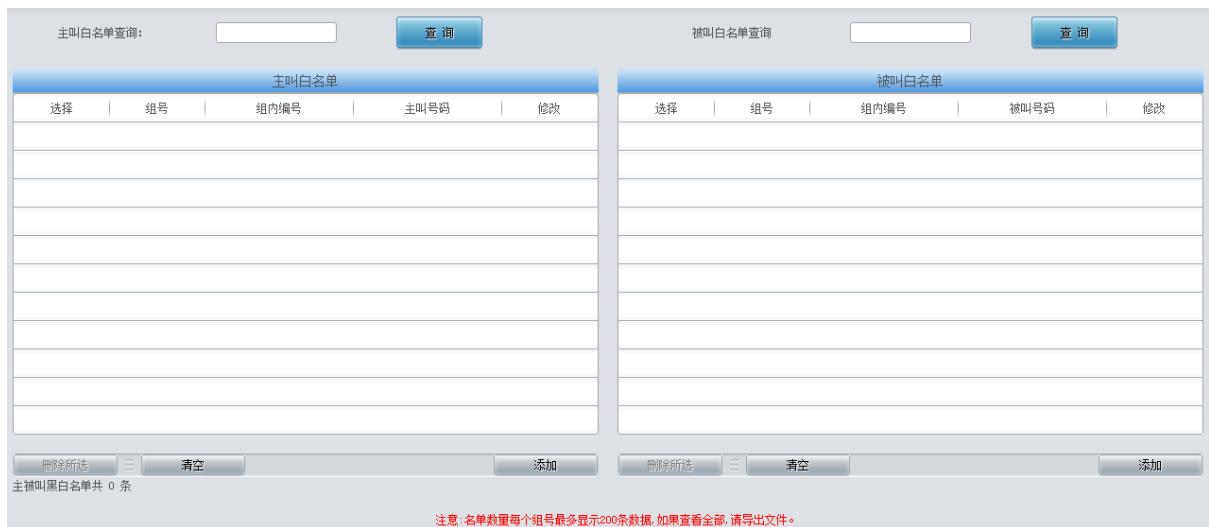 主叫白名单查询: 查 询 被叫白名单查询 查 询
主叫白名单 被叫白名单
选择 组号 组内编号 主叫号码 修改 选择 组号 组内编号 被叫号码 修改
删除所选 清空 添加 删除所选 清空 添加
主被叫黑白名单共 0 条
注意:名单数量每个组号最多显示200条数据,如果查看全部,请导出文件。